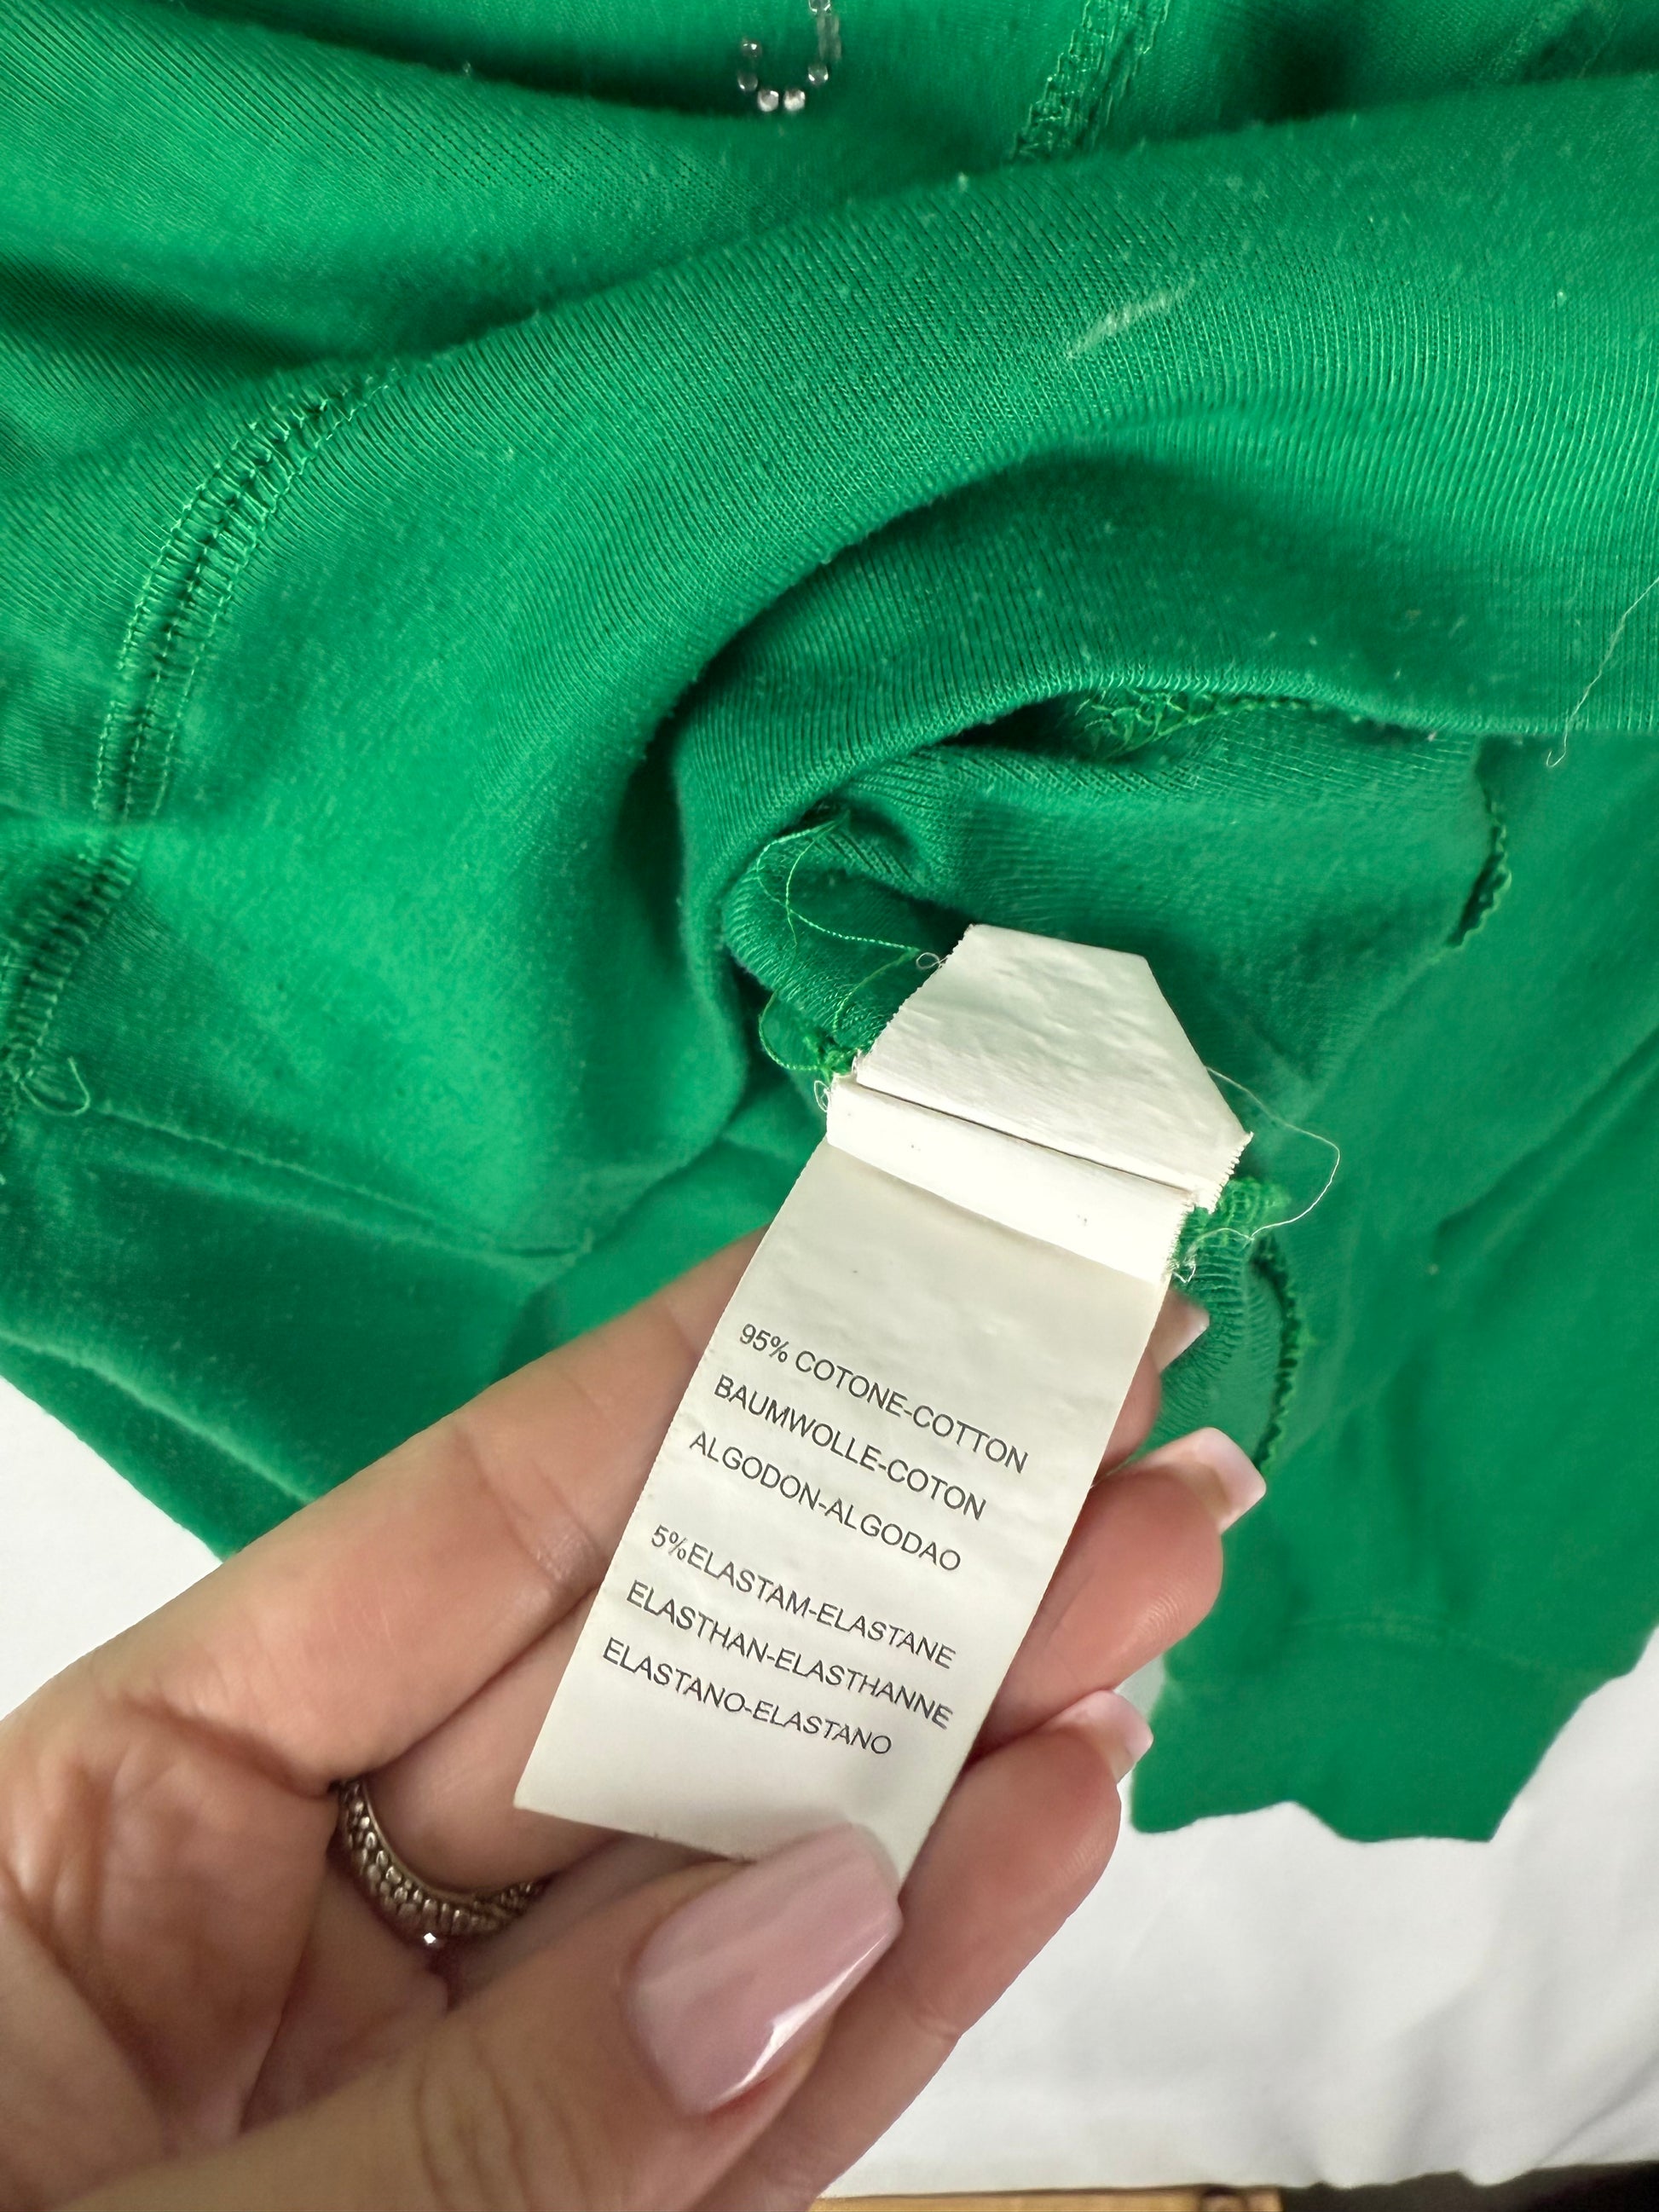 95% COTONE-COTTON
BAUMWOLLE-COTON
ALGODON-ALGODAO
5%ELASTAM-ELASTANE
ELASTHAN-ELASTHANNE
ELASTANO-ELASTANO